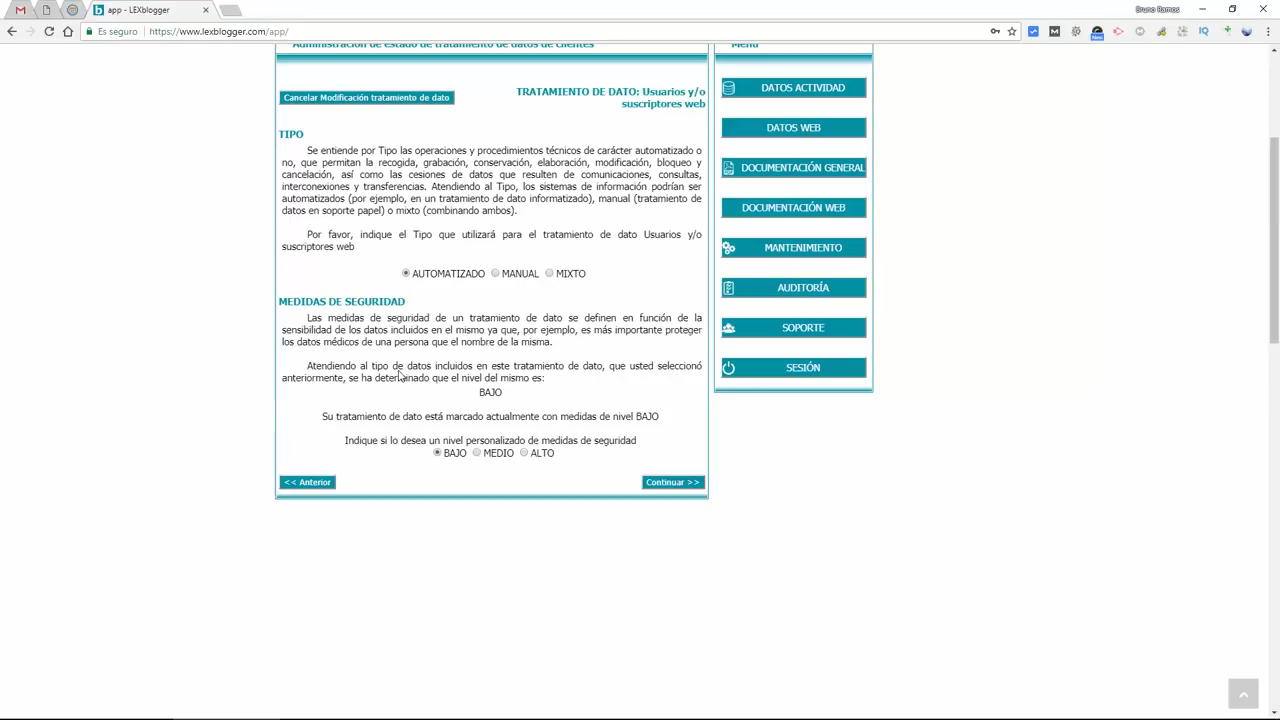 app - LEXblogger
Bruno Ramos
Es seguro
https://www.lexblogger.com/app/
Administración de estado de tratamiento de datos de clientes
Menú
Cancelar Modificación tratamiento de dato
TRATAMIENTO DE DATO: Usuarios y/o
suscriptores web
TIPO
Se entiende por Tipo las operaciones y procedimientos técnicos de carácter automatizado o
no, que permitan la recogida, grabación, conservación, elaboración, modificación, bloqueo y
cancelación, así como las cesiones de datos que resulten de comunicaciones, consultas,
interconexiones y transferencias. Atendiendo al Tipo, los sistemas de información podrían ser
automatizados (por ejemplo, en un tratamiento de dato informatizado), manual (tratamiento de
datos en soporte papel) o mixto (combinando ambos).
Por favor, indique el Tipo que utilizará para el tratamiento de dato Usuarios y/o
suscriptores web
AUTOMATIZADO MANUAL MIXTO
MEDIDAS DE SEGURIDAD
Las medidas de seguridad de un tratamiento de dato se definen en función de la
sensibilidad de los datos incluidos en el mismo ya que, por ejemplo, es más importante proteger
los datos médicos de una persona que el nombre de la misma.
Atendiendo al tipo de datos incluidos en este tratamiento de dato, que usted seleccionó
anteriormente, se ha determinado que el nivel del mismo es:
BAJO
Su tratamiento de dato está marcado actualmente con medidas de nivel BAJO
Indique si lo desea un nivel personalizado de medidas de seguridad
BAJO MEDIO ALTO
<< Anterior
Continuar >>
DATOS ACTIVIDAD
DATOS WEB
DOCUMENTACIÓN GENERAL
DOCUMENTACIÓN WEB
MANTENIMIENTO
AUDITORÍA
SOPORTE
SESIÓN